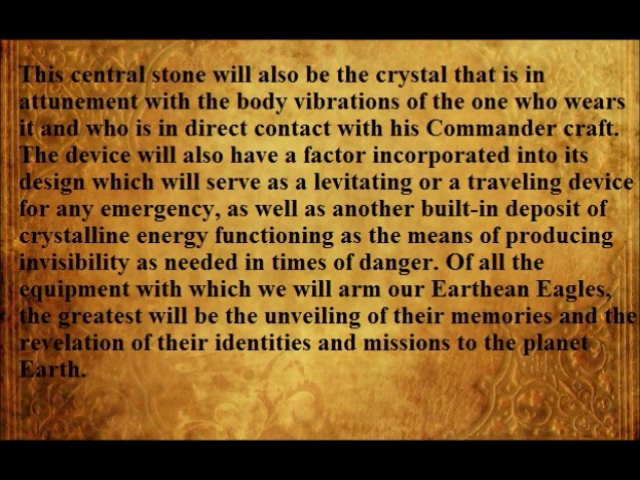 This central stone will also be the crystal that is in
attunement with the body vibrations of the one who wears
it and who is in direct contact with his Commander craft.
The device will also have a factor incorporated into its
design which will serve as a levitating or a traveling device
for any emergency, as well as another built-in deposit of
crystalline energy functioning as the means of producing
invisibility as needed in times of danger. Of all the
equipment with which we will arm our Earthean Eagles,
the greatest will be the unveiling of their memories and the
revelation of their identities and missions to the planet
Earth.